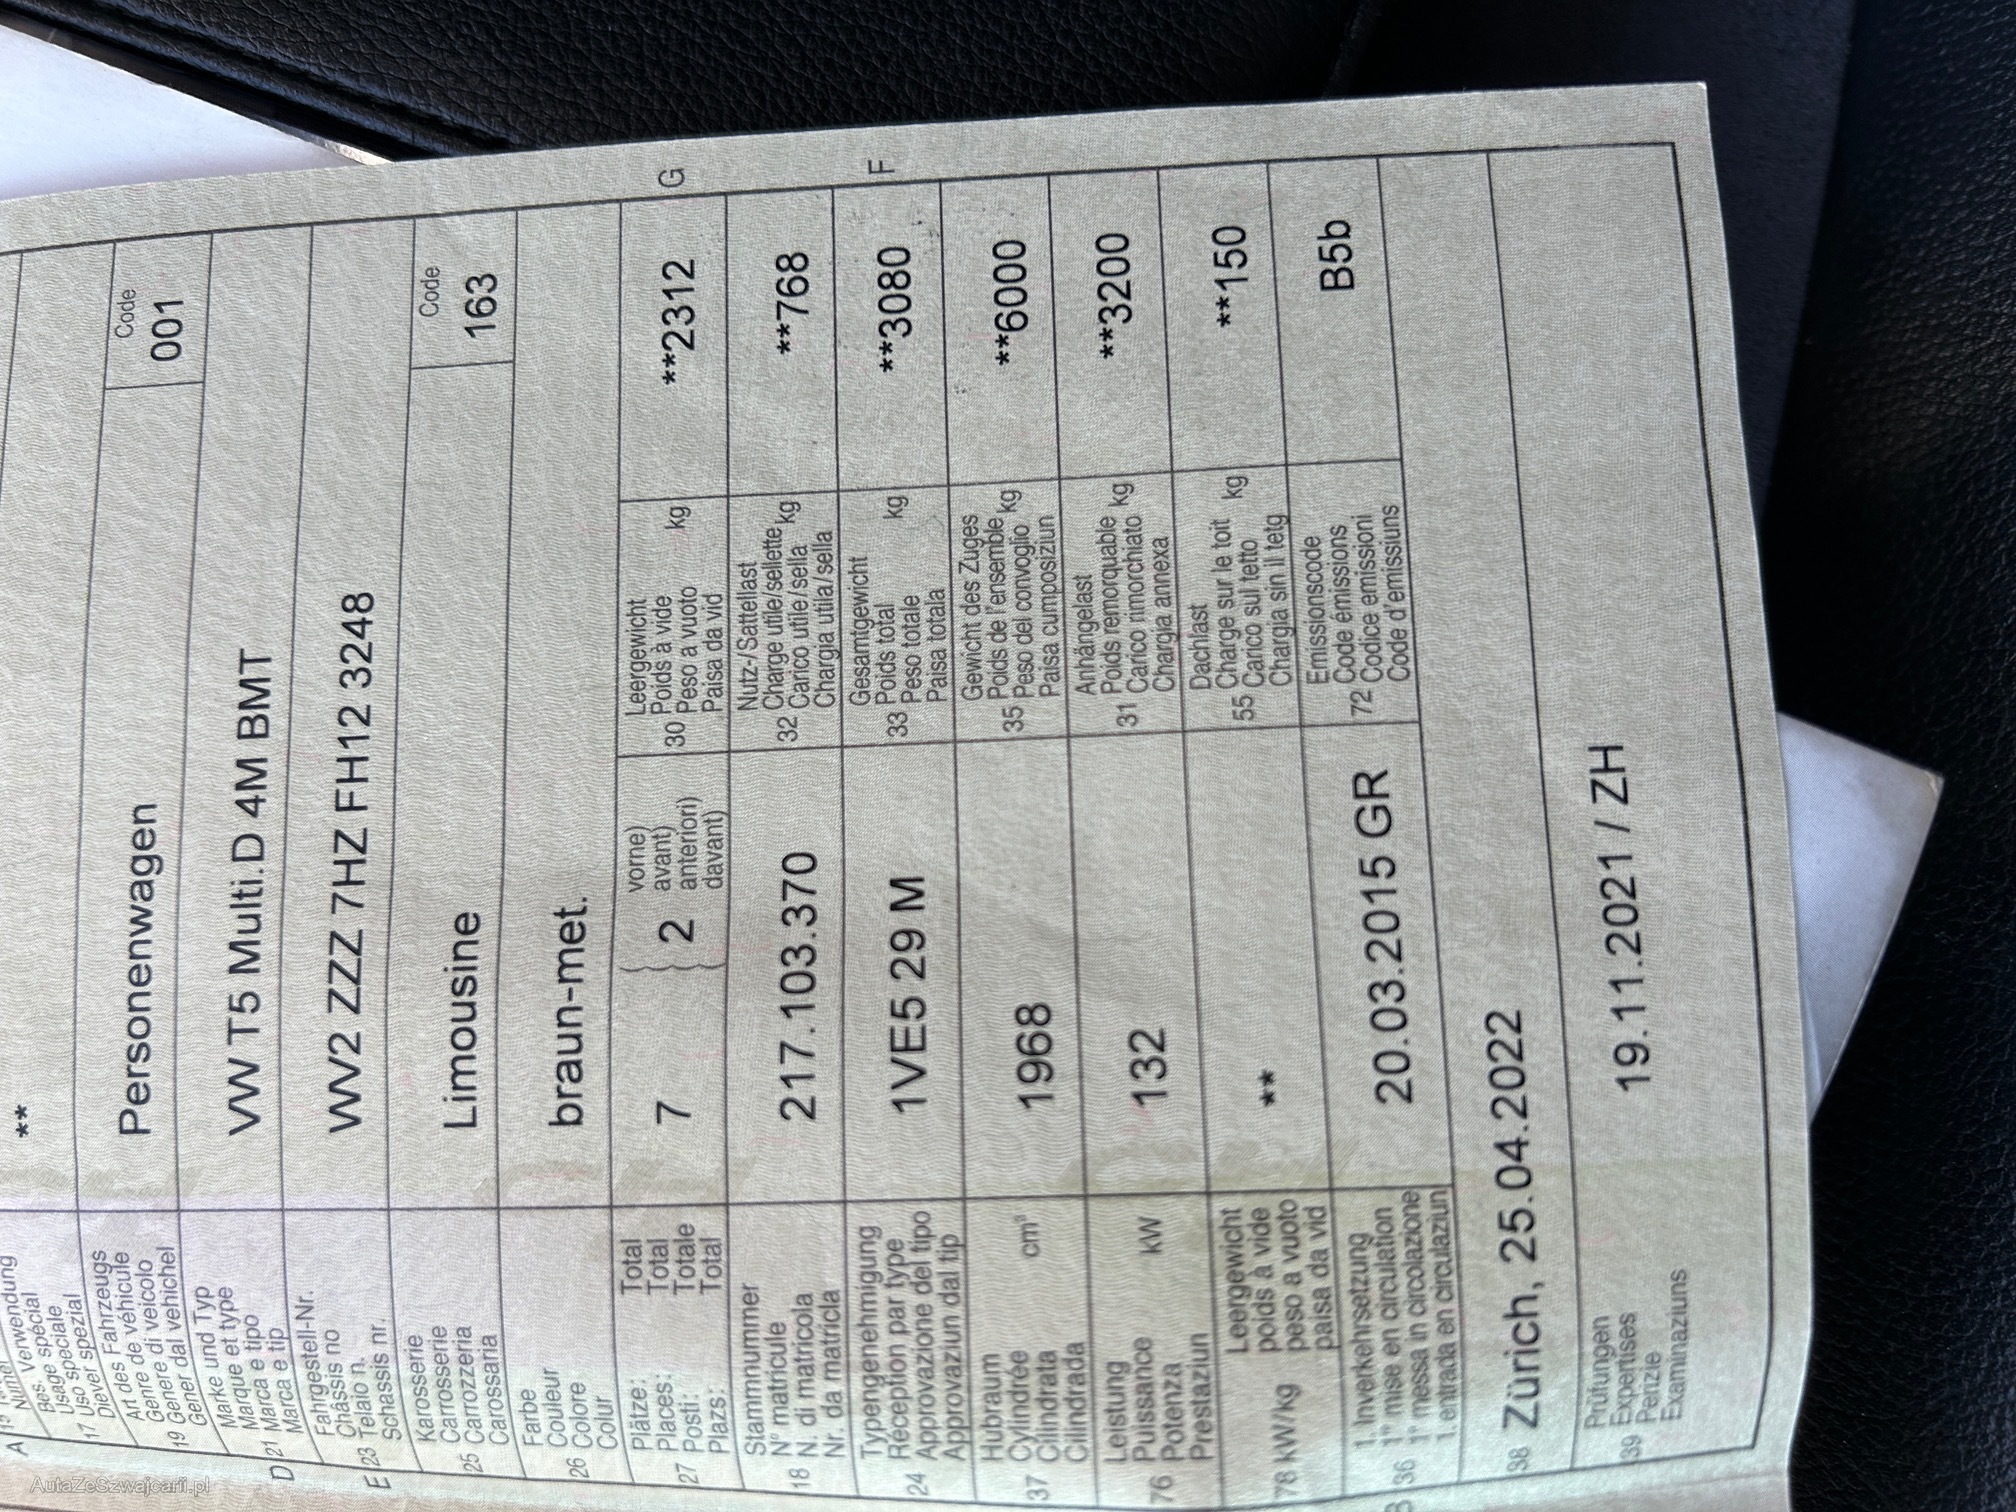 A 15
Bes. Verwendung
Usage spécial
17 Uso speciale
Diever spezial
**
Art des Fahrzeugs
Genre de véhicule
19 Genere di veicolo
Gener dal vehichel
Personenwagen
Code
001
Marke und Typ
Marque et type
D 21 Marca e tipo
Marca e tip
VW T5 Multi.D 4M BMT
Fahrgestell-Nr.
Châssis no
E 23 Telaio n.
Schassis nr.
WV2 ZZZ 7HZ FH12 3248
Karosserie
Carrosserie
25 Carrozzeria
Carossaria
Limousine
Code
163
Farbe
Couleur
26 Colore
Colur
braun-met.
Plätze: Total
Places: Total
27 Posti: Totale
Plazs: Total
7
2
vorne)
avant)
anteriori)
davant)
Leergewicht
Poids à vide
30 Peso a vuoto kg
Paisa da vid
**2312
G
Stammnummer
N° matricule
18 N. di matricola
Nr. da matricla
217.103.370
Nutz-/Sattellast
Charge utile/sellette
32 Carico utile/sella kg
Chargia utila/sella
**768
Typengenehmigung
Réception par type
24 Approvazione del tipo
Approvaziun dal tip
1VE5 29 M
Gesamtgewicht
33 Poids total kg
Peso totale
Paisa totala
**3080
F
Hubraum
37 Cylindrée cm³
Cilindrata
Cilindrada
1968
Gewicht des Zuges
Poids de l'ensemble
35 Peso del convoglio kg
Paisa cumposiziun
**6000
Leistung
Puissance
76 Potenza kW
Prestaziun
132
Anhängelast
Poids remorquable
31 Carico rimorchiato kg
Chargia annexa
**3200
78 kW/kg
Leergewicht
poids à vide
peso a vuoto
paisa da vid
**
Dachlast
Charge sur le toit
55 Carico sul tetto kg
Chargia sin il tetg
**150
1. Inverkehrsetzung
1re mise en circulation
B 36 1a messa in circolazione
1. entrada en circulaziun
20.03.2015 GR
Emissionscode
Code émissions
72 Codice emissioni
Code d'emissiuns
B5b
38 Zürich, 25.04.2022
Prüfungen
39 Expertises
Perizie
Examinaziuns
19.11.2021 / ZH
AutaZeSzwajcarii.pl